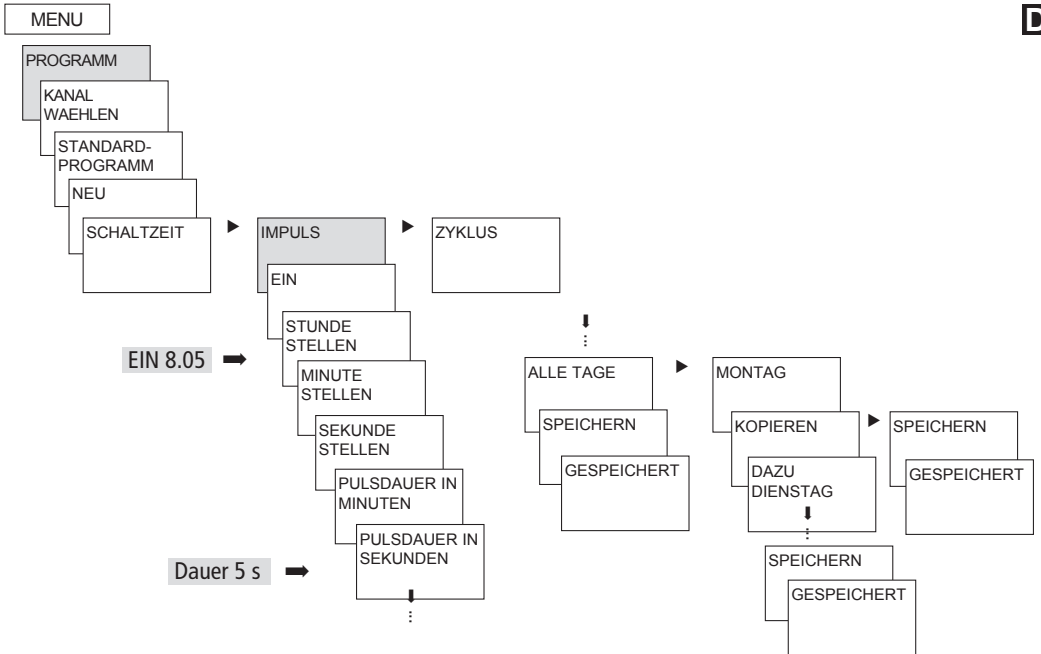 MENU
D
PROGRAMM
KANAL
WAEHLEN
STANDARD-
PROGRAMM
NEU
SCHALTZEIT
IMPULS
EIN
STUNDE
STELLEN
MINUTE
STELLEN
SEKUNDE
STELLEN
PULSDAUER IN
MINUTEN
PULSDAUER IN
SEKUNDEN
EIN 8.05
Dauer 5 s
ZYKLUS
ALLE TAGE
SPEICHERN
GESPEICHERT
MONTAG
KOPIEREN
DAZU
DIENSTAG
SPEICHERN
GESPEICHERT
SPEICHERN
GESPEICHERT